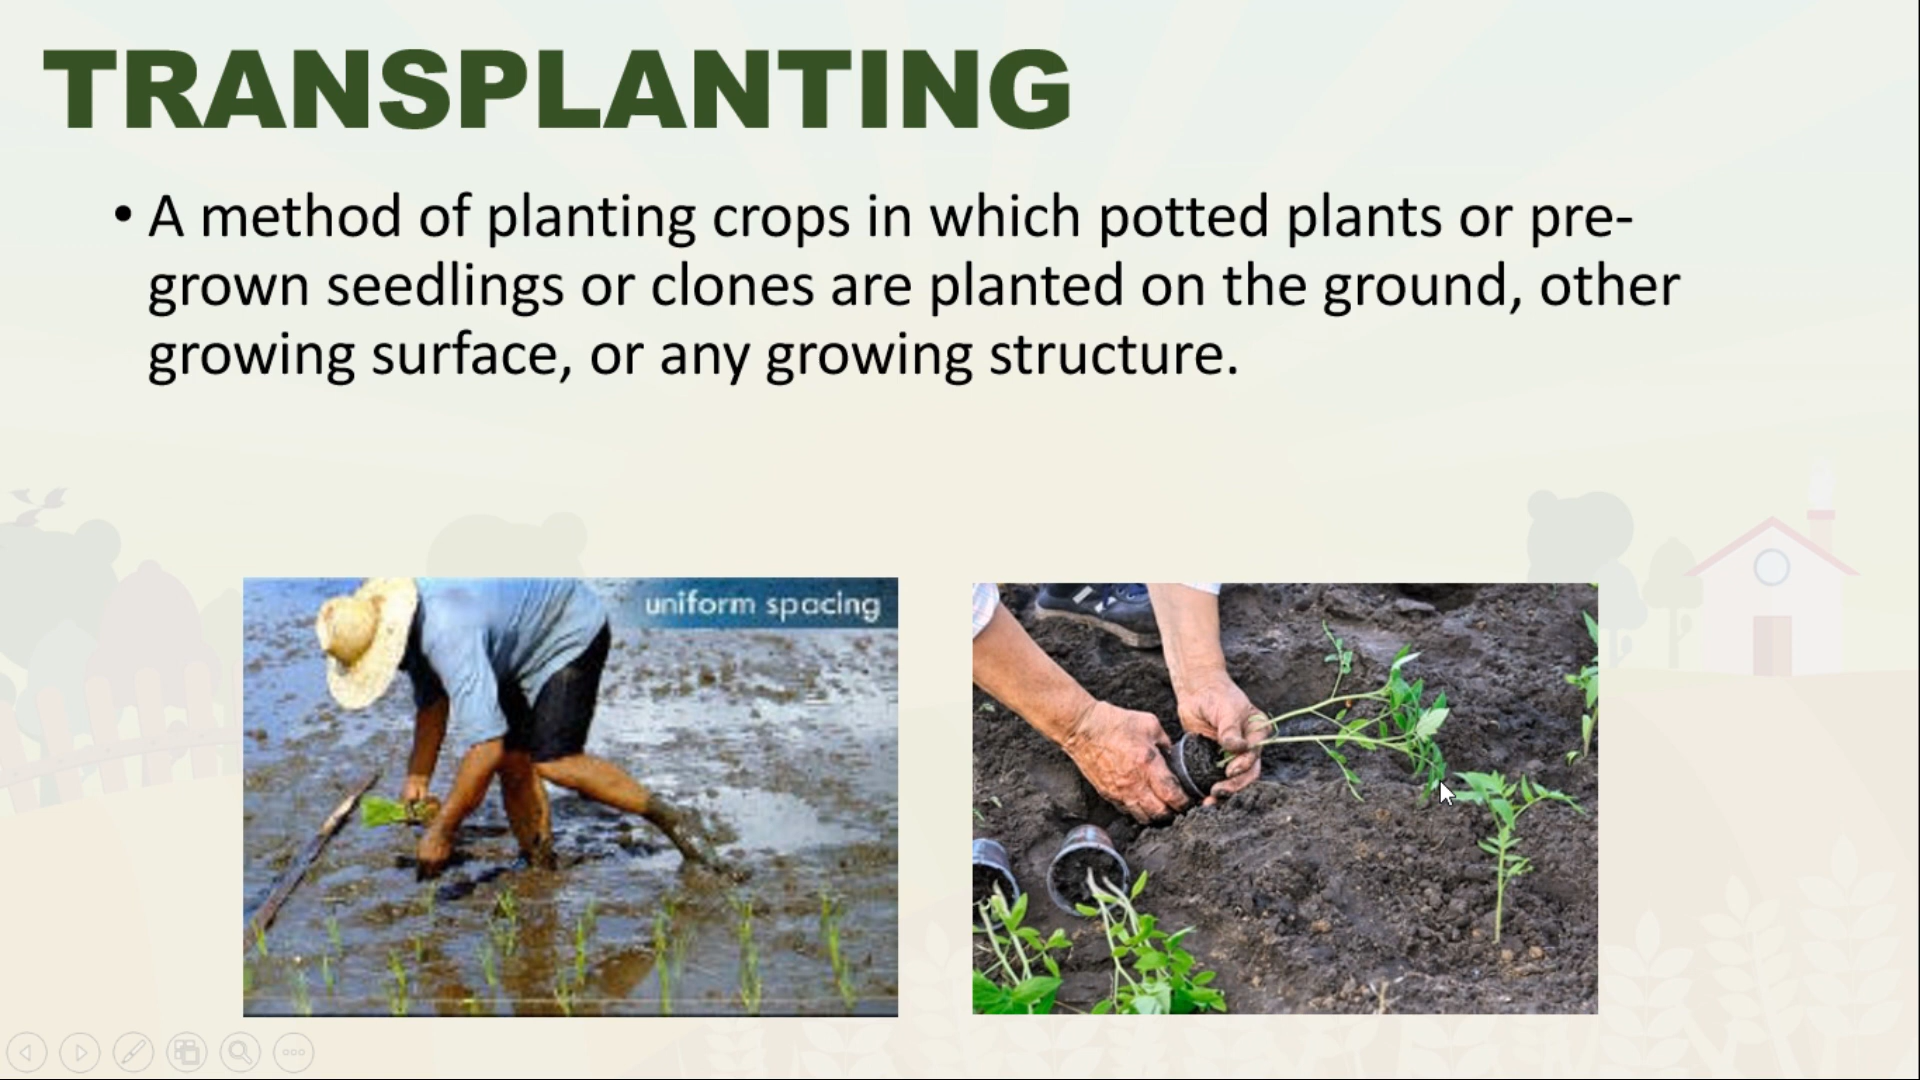 TRANSPLANTING
• A method of planting crops in which potted plants or pre-
grown seedlings or clones are planted on the ground, other
growing surface, or any growing structure.
uniform spacing